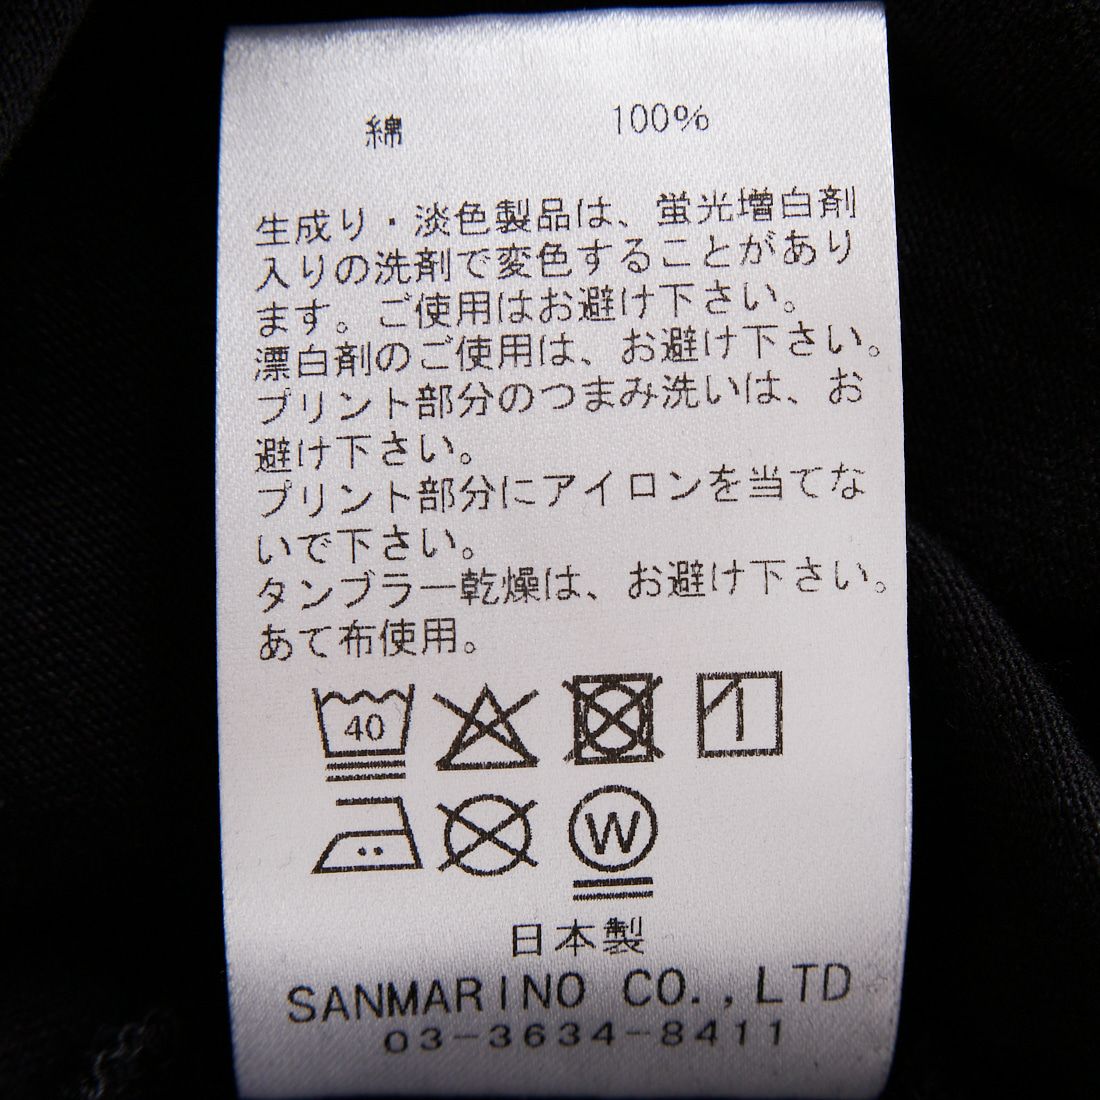 綿 100%
生成り・淡色製品は、蛍光増白剤
入りの洗剤で変色することがあり
ます。ご使用はお避け下さい。
漂白剤のご使用は、お避け下さい。
プリント部分のつまみ洗いは、お
避け下さい。
プリント部分にアイロンを当てな
いで下さい。
タンブラー乾燥は、お避け下さい。
あて布使用。
40
W
日本製
SANMARINO CO.,LTD
03-3634-8411